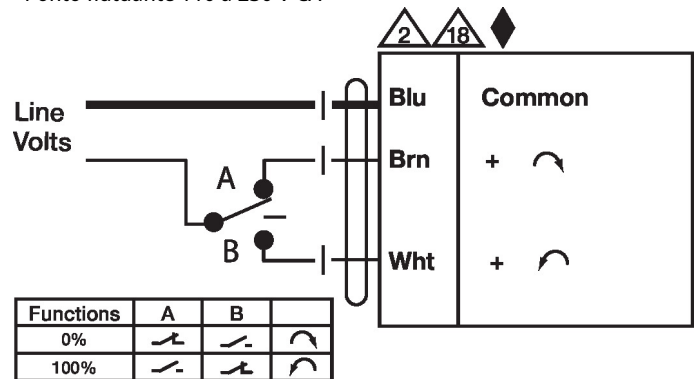 2 18
Line
Volts
Blu Common
Brn +
A
B
Wht +
Functions A B
0%
100%